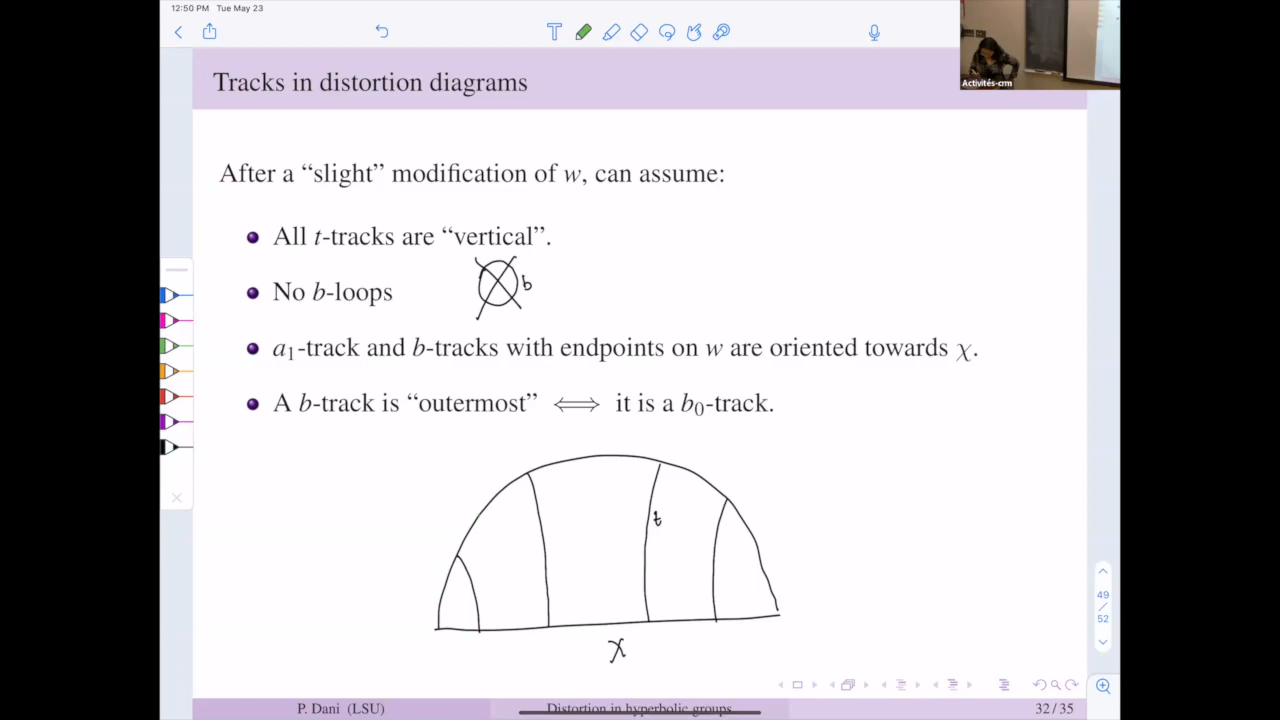 12:50 PM Tue May 23
Activités-crm
Tracks in distortion diagrams
After a “slight” modification of w, can assume:
All t-tracks are “vertical”.
No b-loops
b
a₁-track and b-tracks with endpoints on w are oriented towards χ.
A b-track is “outermost” ⟺ it is a b₀-track.
t
χ
49
/
52
P. Dani (LSU)
Distortion in hyperbolic groups
32 / 35